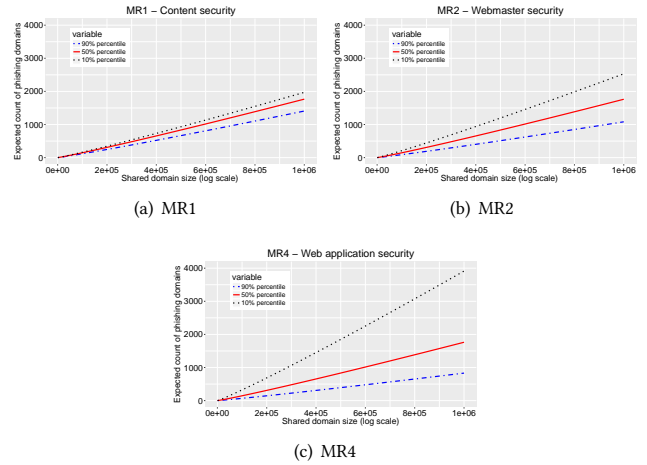 MR1 – Content security
Expected count of phishing domains
4000
3000
2000
1000
0
variable
90% percentile
50% percentile
10% percentile
0e+00 2e+05 4e+05 6e+05 8e+05 1e+06
Shared domain size (log scale)
(a) MR1
MR2 – Webmaster security
Expected count of phishing domains
4000
3000
2000
1000
0
variable
90% percentile
50% percentile
10% percentile
0e+00 2e+05 4e+05 6e+05 8e+05 1e+06
Shared domain size (log scale)
(b) MR2
MR4 – Web application security
Expected count of phishing domains
4000
3000
2000
1000
0
variable
90% percentile
50% percentile
10% percentile
0e+00 2e+05 4e+05 6e+05 8e+05 1e+06
Shared domain size (log scale)
(c) MR4